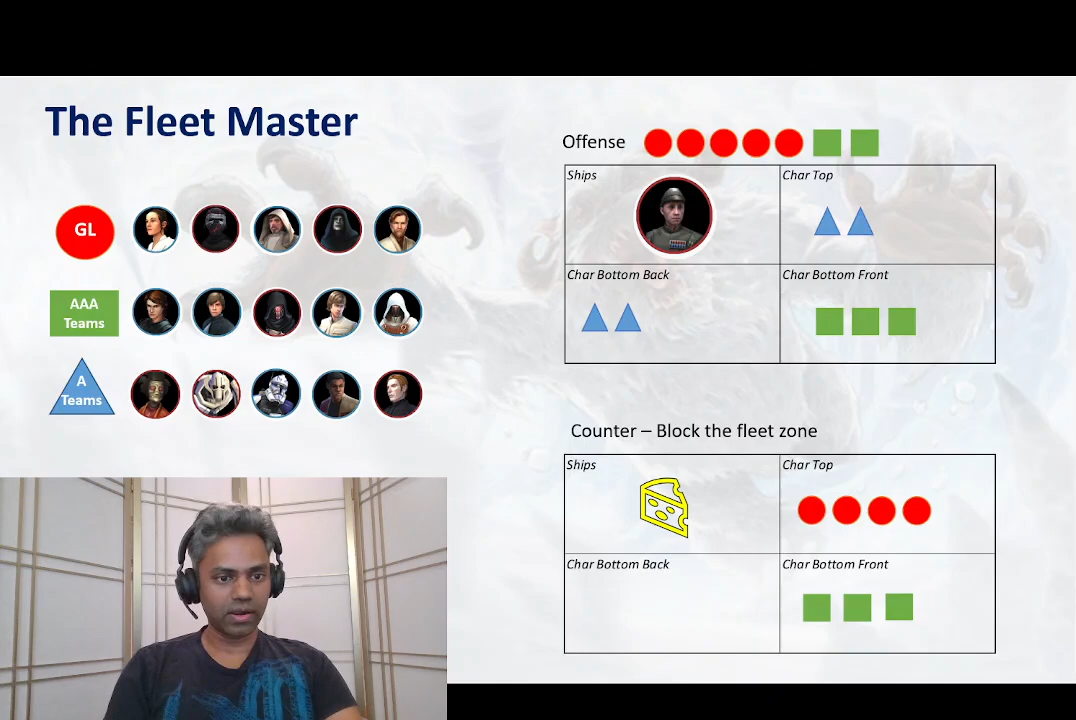 The Fleet Master
GL
AAA
Teams
A
Teams
Offense
Ships
Char Top
Char Bottom Back
Char Bottom Front
Counter – Block the fleet zone
Ships
Char Top
Char Bottom Back
Char Bottom Front